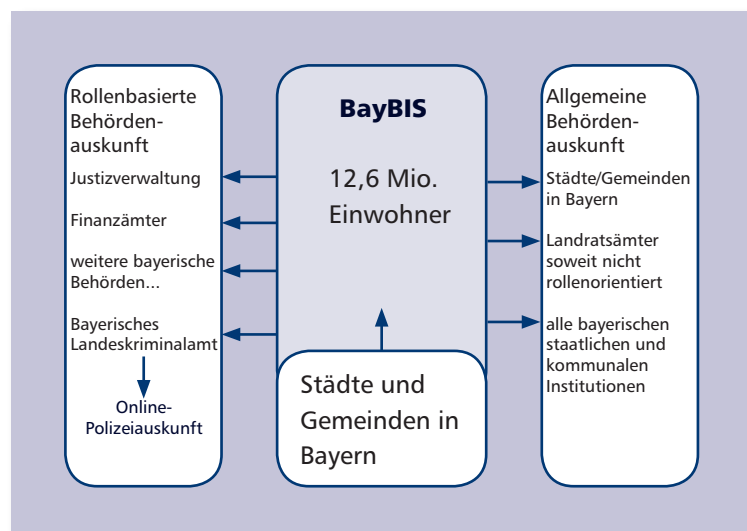 Rollenbasierte
Behörden-
auskunft
Justizverwaltung
Finanzämter
weitere bayerische
Behörden...
Bayerisches
Landeskriminalamt
Online-
Polizeiauskunft
BayBIS
12,6 Mio.
Einwohner
Städte und
Gemeinden in
Bayern
Allgemeine
Behörden-
auskunft
Städte/Gemeinden
in Bayern
Landratsämter
soweit nicht
rollenorientiert
alle bayerischen
staatlichen und
kommunalen
Institutionen